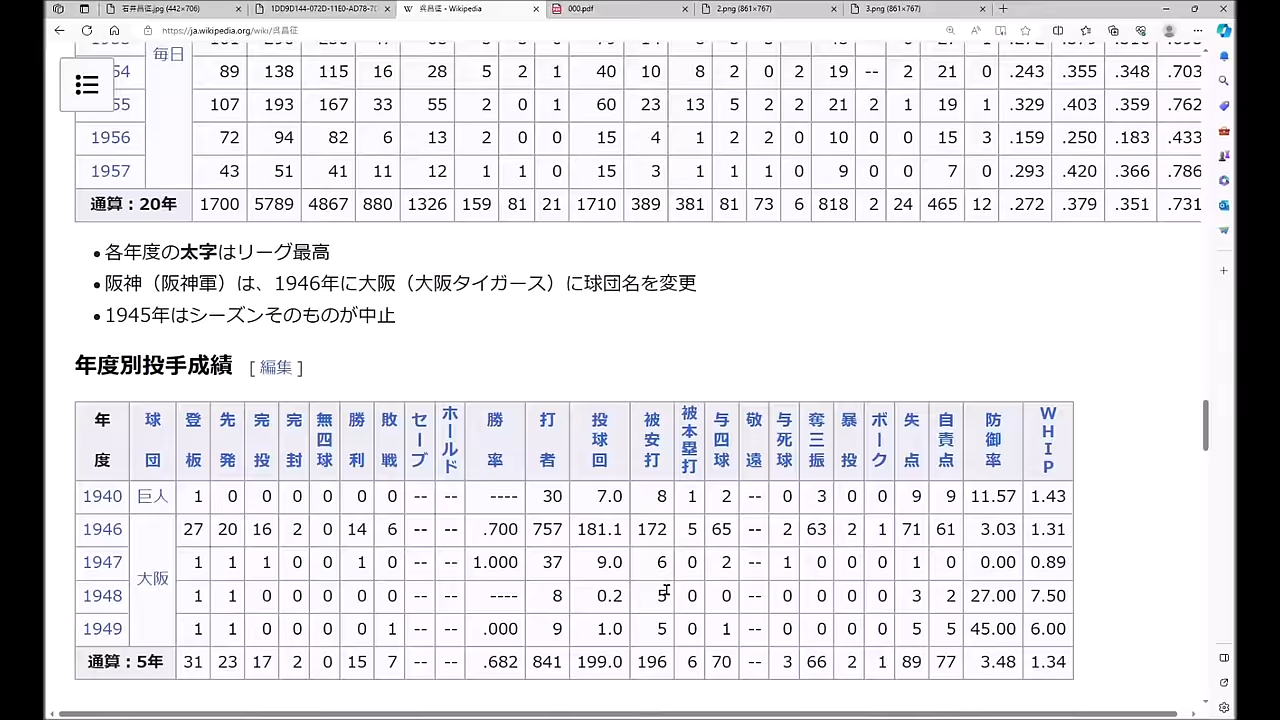 石井昌征.jpg (442×706)
1DD9D144-072D-11E0-AD78-7C
呉昌征 - Wikipedia
000.pdf
2.png (861×767)
3.png (861×767)
https://ja.wikipedia.org/wiki/呉昌征
毎日
54 89 138 115 16 28 5 2 1 40 10 8 2 0 2 19 -- 2 21 0 .243 .355 .348 .703
55 107 193 167 33 55 2 0 1 60 23 13 5 2 2 21 2 1 19 1 .329 .403 .359 .762
1956 72 94 82 6 13 2 0 0 15 4 1 2 2 0 10 0 0 15 3 .159 .250 .183 .433
1957 43 51 41 11 12 1 1 0 15 3 1 1 1 0 9 0 0 7 0 .293 .420 .366 .786
通算：20年 1700 5789 4867 880 1326 159 81 21 1710 389 381 81 73 6 818 2 24 465 12 .272 .379 .351 .731
各年度の太字はリーグ最高
阪神（阪神軍）は、1946年に大阪（大阪タイガース）に球団名を変更
1945年はシーズンそのものが中止
年度別投手成績 [ 編集 ]
年度 球団 登板 先発 完投 完封 無四球 勝利 敗戦 セーブ ホールド 勝率 打者 投球回 被安打 被本塁打 与四球 敬遠 与死球 奪三振 暴投 ボーク 失点 自責点 防御率 WHIP
1940 巨人 1 0 0 0 0 0 0 -- -- ---- 30 7.0 8 1 2 -- 0 3 0 0 9 9 11.57 1.43
1946 大阪 27 20 16 2 0 14 6 -- -- .700 757 181.1 172 5 65 -- 2 63 2 1 71 61 3.03 1.31
1947 1 1 1 0 0 1 0 -- -- 1.000 37 9.0 6 0 2 -- 1 0 0 0 1 0 0.00 0.89
1948 1 1 0 0 0 0 0 -- -- ---- 8 0.2 5 0 0 -- 0 0 0 0 3 2 27.00 7.50
1949 1 1 0 0 0 0 1 -- -- .000 9 1.0 5 0 1 -- 0 0 0 0 5 5 45.00 6.00
通算：5年 31 23 17 2 0 15 7 -- -- .682 841 199.0 196 6 70 -- 3 66 2 1 89 77 3.48 1.34